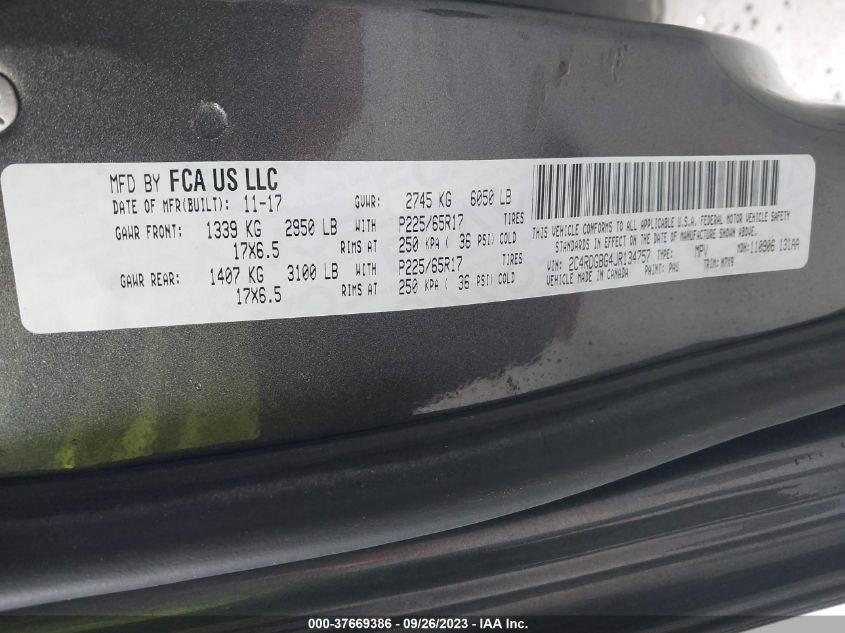 MFD BY FCA US LLC
DATE OF MFR(BUILT): 11-17 GVWR: 2745 KG 6050 LB
GAWR FRONT: 1339 KG 2950 LB WITH P225/65R17 TIRES
17X6.5 RIMS AT 250 KPA ( 36 PSI) COLD
GAWR REAR: 1407 KG 3100 LB WITH P225/65R17 TIRES
17X6.5 RIMS AT 250 KPA ( 36 PSI) COLD
THIS VEHICLE CONFORMS TO ALL APPLICABLE U.S.A. FEDERAL MOTOR VEHICLE SAFETY
STANDARDS IN EFFECT ON THE DATE OF MANUFACTURE SHOWN ABOVE.
VIN: 2C4RDGBG4JR134757 TYPE: MPV MDH: 110906 131AA
VEHICLE MADE IN CANADA PAINT: PAU TRIM:
000-37669386 - 09/26/2023 - IAA Inc.